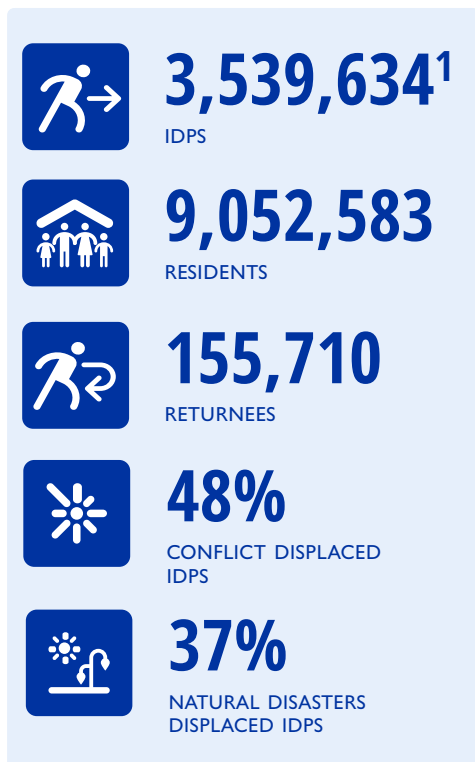 3,539,634¹
IDPS
9,052,583
RESIDENTS
155,710
RETURNEES
48%
CONFLICT DISPLACED
IDPS
37%
NATURAL DISASTERS
DISPLACED IDPS